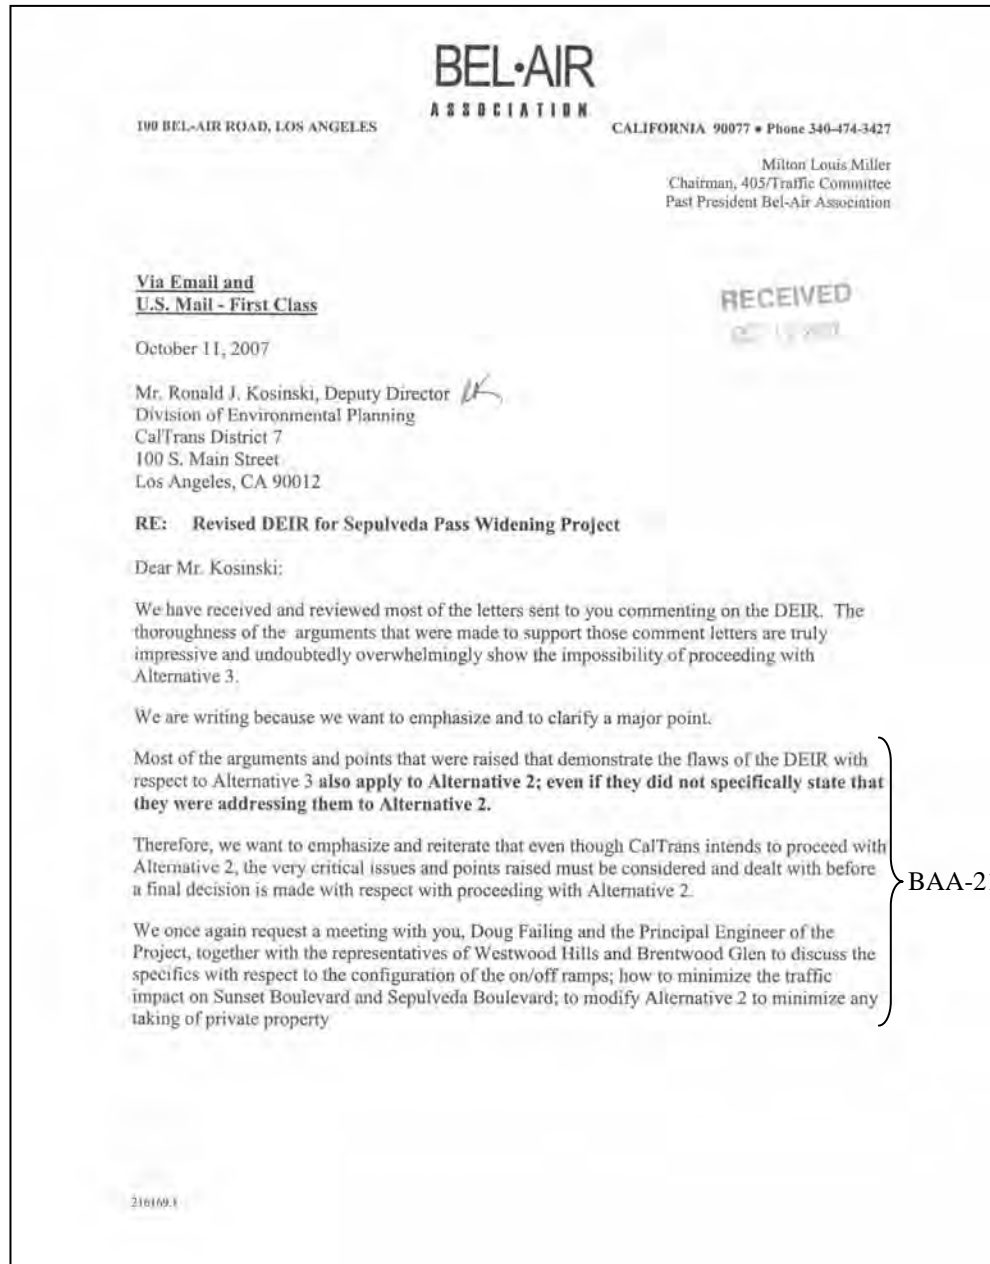 BEL•AIR
ASSOCIATION
100 BEL-AIR ROAD, LOS ANGELES
CALIFORNIA 90077 • Phone 340-474-3427
Milton Louis Miller
Chairman, 405/Traffic Committee
Past President Bel-Air Association
Via Email and
U.S. Mail - First Class
RECEIVED
October 11, 2007
Mr. Ronald J. Kosinski, Deputy Director
Division of Environmental Planning
CalTrans District 7
100 S. Main Street
Los Angeles, CA 90012
RE: Revised DEIR for Sepulveda Pass Widening Project
Dear Mr. Kosinski:
We have received and reviewed most of the letters sent to you commenting on the DEIR. The
thoroughness of the arguments that were made to support those comment letters are truly
impressive and undoubtedly overwhelmingly show the impossibility of proceeding with
Alternative 3.
We are writing because we want to emphasize and to clarify a major point.
Most of the arguments and points that were raised that demonstrate the flaws of the DEIR with
respect to Alternative 3 also apply to Alternative 2; even if they did not specifically state that
they were addressing them to Alternative 2.
Therefore, we want to emphasize and reiterate that even though CalTrans intends to proceed with
Alternative 2, the very critical issues and points raised must be considered and dealt with before
a final decision is made with respect with proceeding with Alternative 2.
BAA-21
We once again request a meeting with you, Doug Failing and the Principal Engineer of the
Project, together with the representatives of Westwood Hills and Brentwood Glen to discuss the
specifics with respect to the configuration of the on/off ramps; how to minimize the traffic
impact on Sunset Boulevard and Sepulveda Boulevard; to modify Alternative 2 to minimize any
taking of private property
216169.1